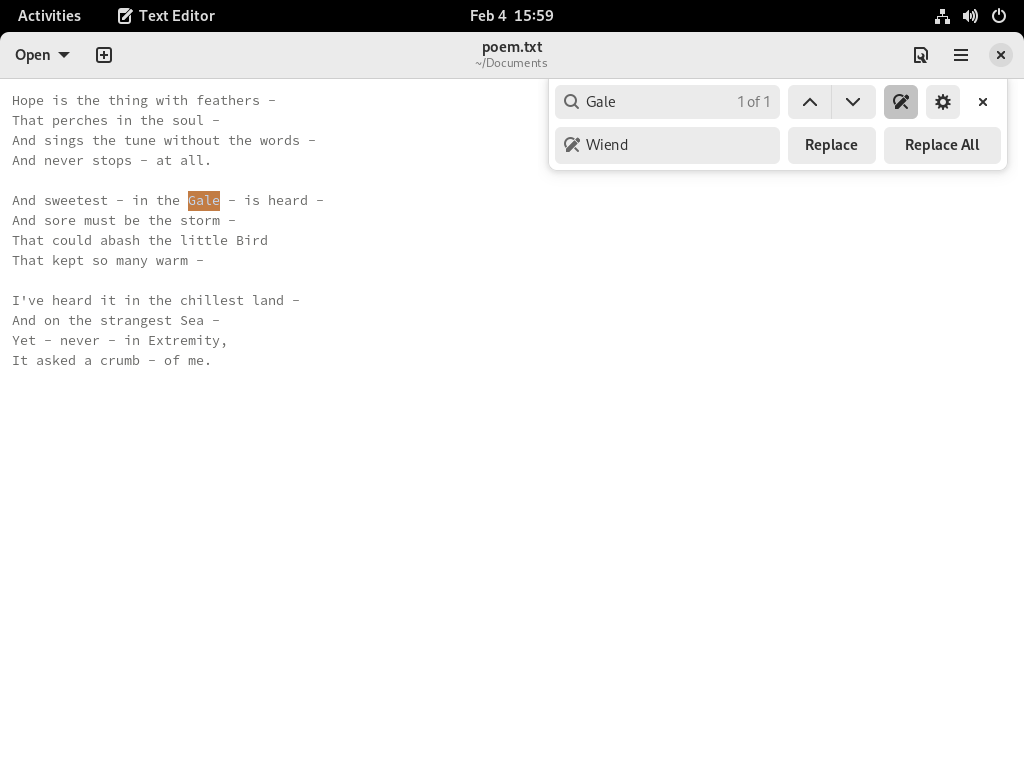 Activities
Text Editor
Feb 4 15:59
Open
poem.txt
~/Documents
Gale
1 of 1
Wiend
Replace
Replace All
Hope is the thing with feathers –
That perches in the soul –
And sings the tune without the words –
And never stops – at all.
And sweetest – in the Gale – is heard –
And sore must be the storm –
That could abash the little Bird
That kept so many warm –
I've heard it in the chillest land –
And on the strangest Sea –
Yet – never – in Extremity,
It asked a crumb – of me.